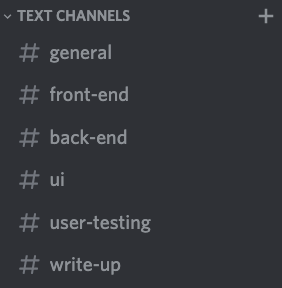 TEXT CHANNELS +
# general
# front-end
# back-end
# ui
# user-testing
# write-up